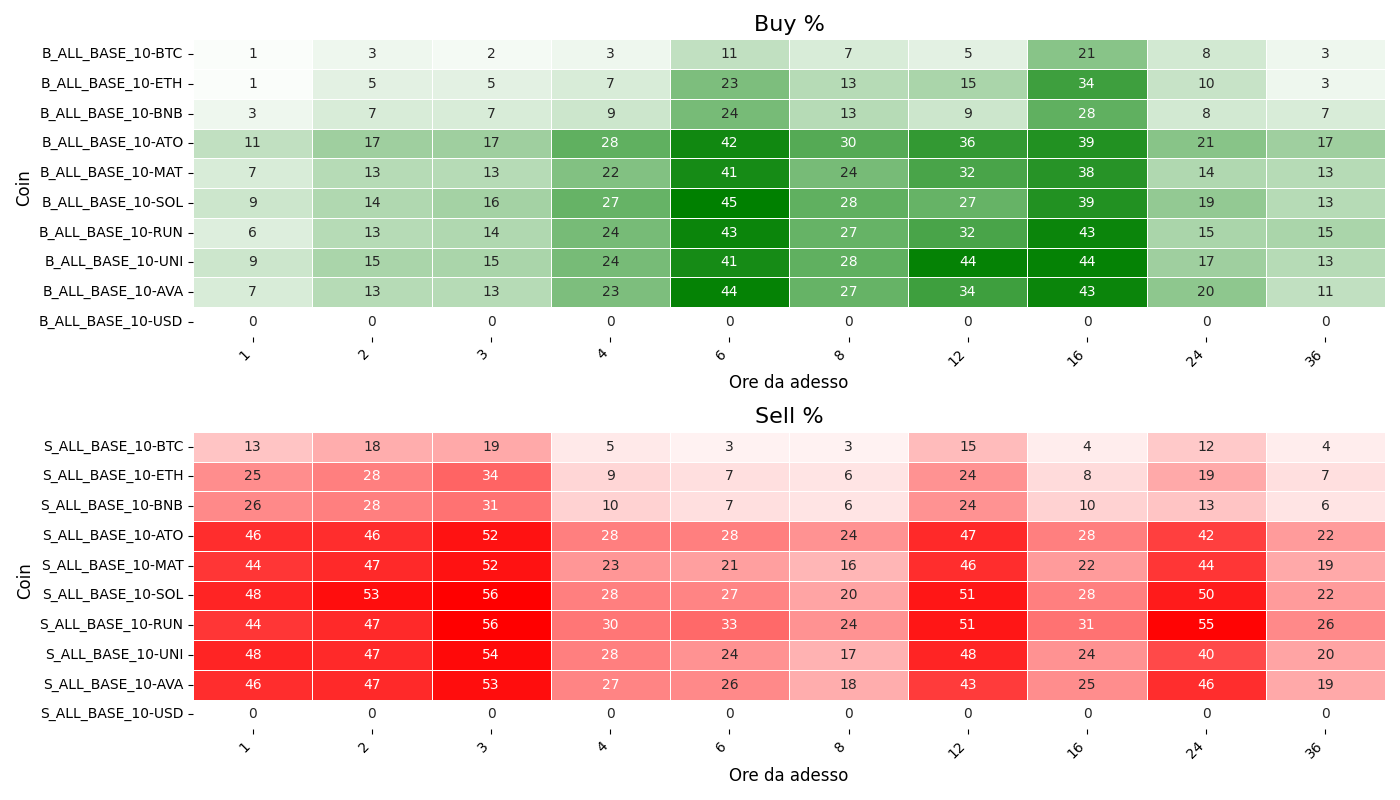 Buy %
Coin
B_ALL_BASE_10-BTC 1 3 2 3 11 7 5 21 8 3
B_ALL_BASE_10-ETH 1 5 5 7 23 13 15 34 10 3
B_ALL_BASE_10-BNB 3 7 7 9 24 13 9 28 8 7
B_ALL_BASE_10-ATO 11 17 17 28 42 30 36 39 21 17
B_ALL_BASE_10-MAT 7 13 13 22 41 24 32 38 14 13
B_ALL_BASE_10-SOL 9 14 16 27 45 28 27 39 19 13
B_ALL_BASE_10-RUN 6 13 14 24 43 27 32 43 15 15
B_ALL_BASE_10-UNI 9 15 15 24 41 28 44 44 17 13
B_ALL_BASE_10-AVA 7 13 13 23 44 27 34 43 20 11
B_ALL_BASE_10-USD 0 0 0 0 0 0 0 0 0 0
1 2 3 4 6 8 12 16 24 36
Ore da adesso
Sell %
Coin
S_ALL_BASE_10-BTC 13 18 19 5 3 3 15 4 12 4
S_ALL_BASE_10-ETH 25 28 34 9 7 6 24 8 19 7
S_ALL_BASE_10-BNB 26 28 31 10 7 6 24 10 13 6
S_ALL_BASE_10-ATO 46 46 52 28 28 24 47 28 42 22
S_ALL_BASE_10-MAT 44 47 52 23 21 16 46 22 44 19
S_ALL_BASE_10-SOL 48 53 56 28 27 20 51 28 50 22
S_ALL_BASE_10-RUN 44 47 56 30 33 24 51 31 55 26
S_ALL_BASE_10-UNI 48 47 54 28 24 17 48 24 40 20
S_ALL_BASE_10-AVA 46 47 53 27 26 18 43 25 46 19
S_ALL_BASE_10-USD 0 0 0 0 0 0 0 0 0 0
1 2 3 4 6 8 12 16 24 36
Ore da adesso